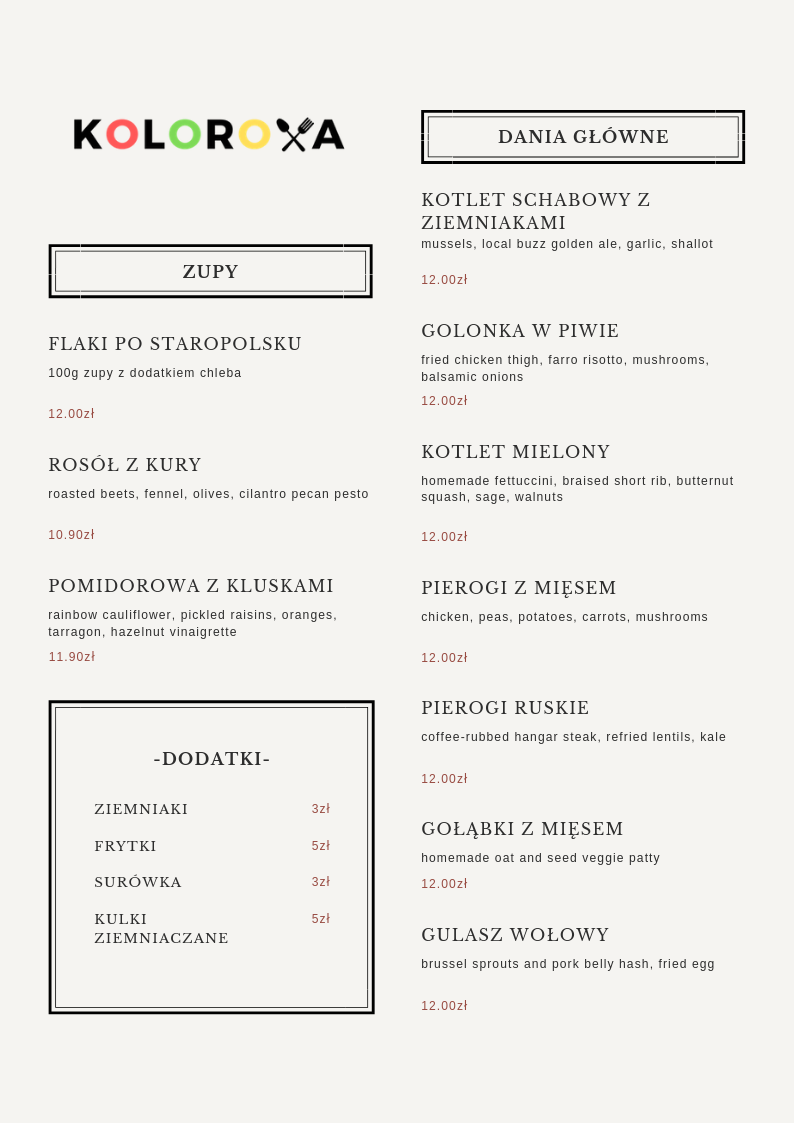 KOLOROWA
ZUPY
FLAKI PO STAROPOLSKU
100g zupy z dodatkiem chleba
12.00zł
ROSÓŁ Z KURY
roasted beets, fennel, olives, cilantro pecan pesto
10.90zł
POMIDOROWA Z KLUSKAMI
rainbow cauliflower, pickled raisins, oranges,
tarragon, hazelnut vinaigrette
11.90zł
-DODATKI-
ZIEMNIAKI 3zł
FRYTKI 5zł
SURÓWKA 3zł
KULKI 5zł
ZIEMNIACZANE
DANIA GŁÓWNE
KOTLET SCHABOWY Z
ZIEMNIAKAMI
mussels, local buzz golden ale, garlic, shallot
12.00zł
GOLONKA W PIWIE
fried chicken thigh, farro risotto, mushrooms,
balsamic onions
12.00zł
KOTLET MIELONY
homemade fettuccini, braised short rib, butternut
squash, sage, walnuts
12.00zł
PIEROGI Z MIĘSEM
chicken, peas, potatoes, carrots, mushrooms
12.00zł
PIEROGI RUSKIE
coffee-rubbed hangar steak, refried lentils, kale
12.00zł
GOŁĄBKI Z MIĘSEM
homemade oat and seed veggie patty
12.00zł
GULASZ WOŁOWY
brussel sprouts and pork belly hash, fried egg
12.00zł